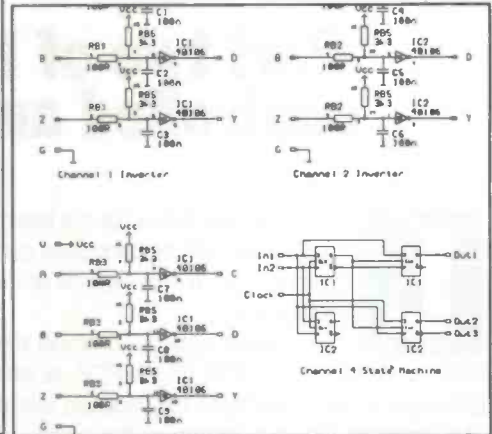 C1
100n
Vcc
RB5
3k3
IC1
40106
B
RB1
100R
D
C2
100n
Vcc
RB5
3k3
IC1
40106
Z
RB1
100R
Y
C3
100n
G
Channel 1 Inverter
C4
100n
Vcc
RB5
3k3
IC2
40106
B
RB2
100R
D
C5
100n
Vcc
RB5
3k3
IC2
40106
Z
RB2
100R
Y
C6
100n
G
Channel 2 Inverter
V
Vcc
Vcc
RB5
3k3
IC1
40106
A
RB3
100R
C
C7
100n
Vcc
RB5
3k3
IC1
40106
B
RB3
100R
D
C8
100n
Vcc
RB5
3k3
IC1
40106
Z
RB3
100R
Y
C9
100n
G
In1
In2
Clock
IC1
IC1
IC2
IC2
Out1
Out2
Out3
Channel 4 State Machine